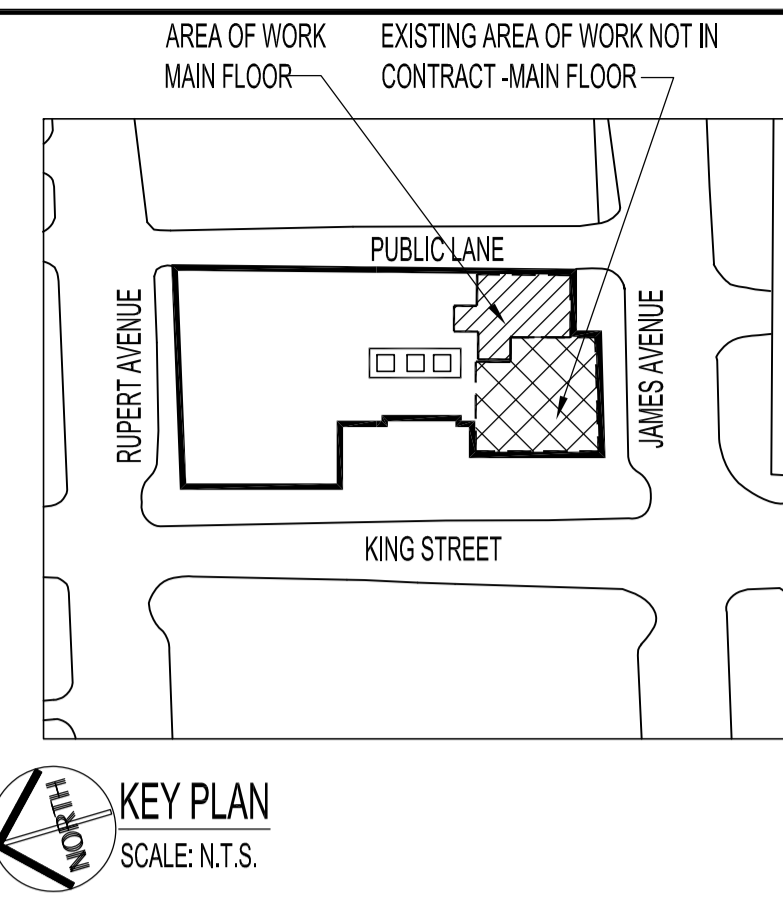 AREA OF WORK
MAIN FLOOR
EXISTING AREA OF WORK NOT IN
CONTRACT -MAIN FLOOR
PUBLIC LANE
RUPERT AVENUE
JAMES AVENUE
KING STREET
NORTH
KEY PLAN
SCALE: N.T.S.